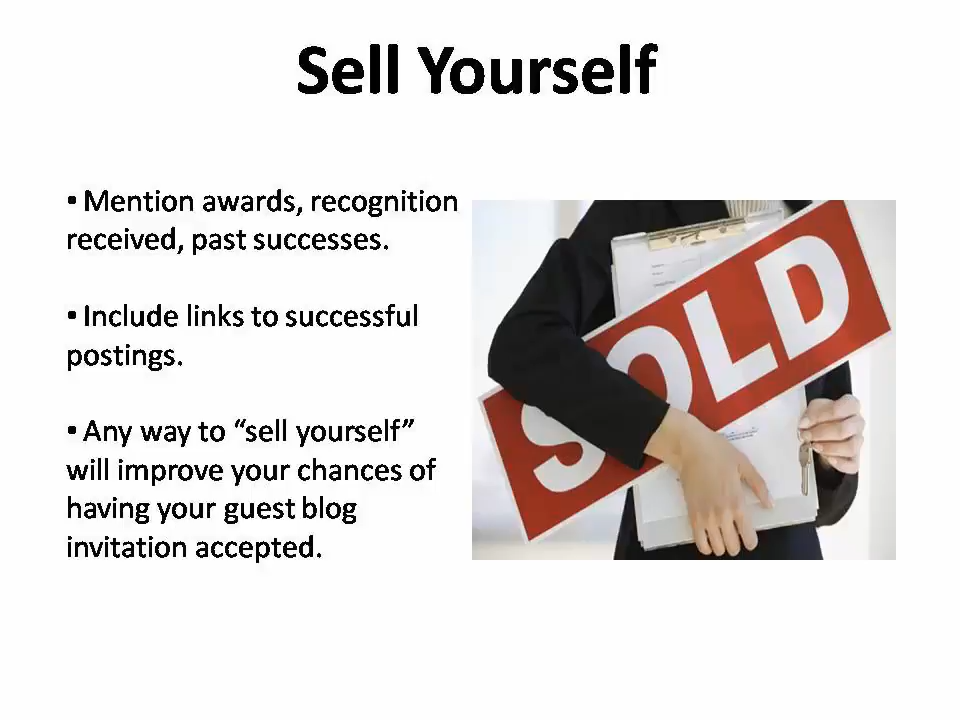 Sell Yourself
• Mention awards, recognition
received, past successes.
• Include links to successful
postings.
• Any way to “sell yourself”
will improve your chances of
having your guest blog
invitation accepted.
SOLD